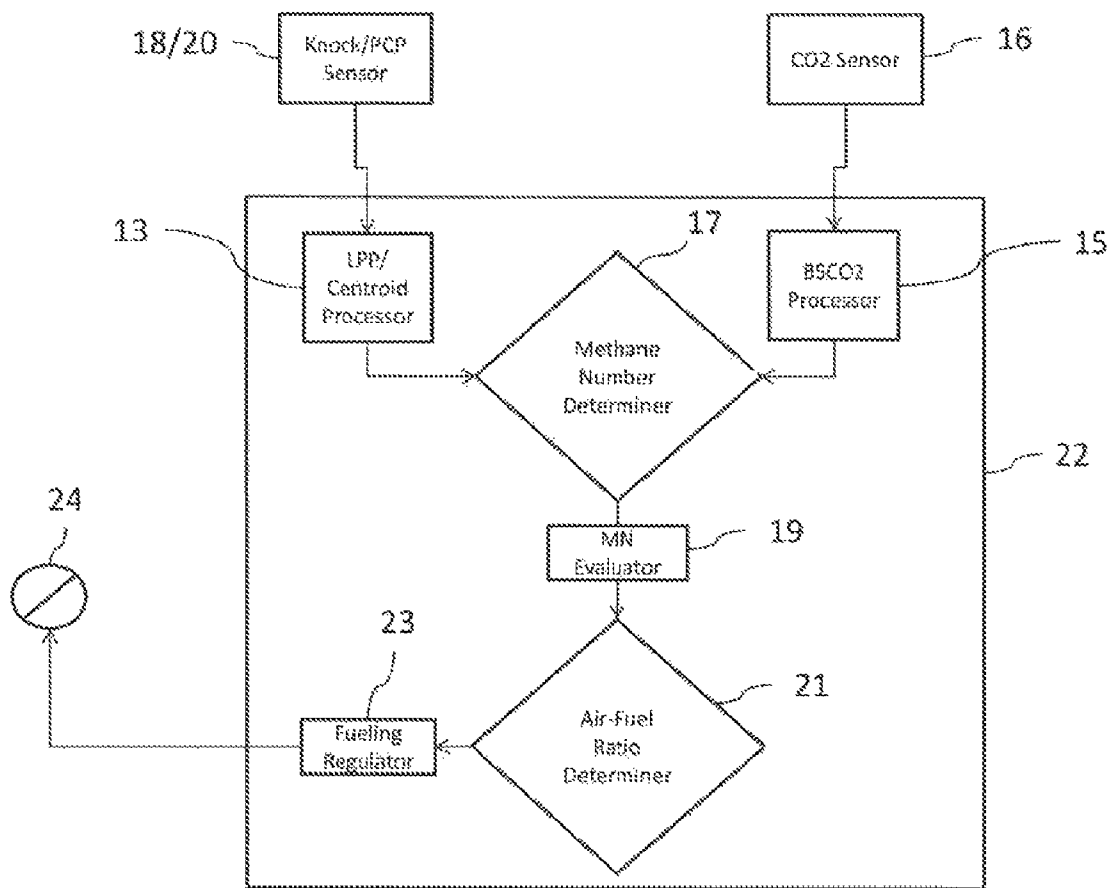 18/20
Knock/PCP
Sensor
CO2 Sensor
16
13
LPP/
Centroid
Processor
17
BSCO2
Processor
15
Methane
Number
Determiner
22
24
MN
Evaluator
19
23
Fueling
Regulator
21
Air-Fuel
Ratio
Determiner